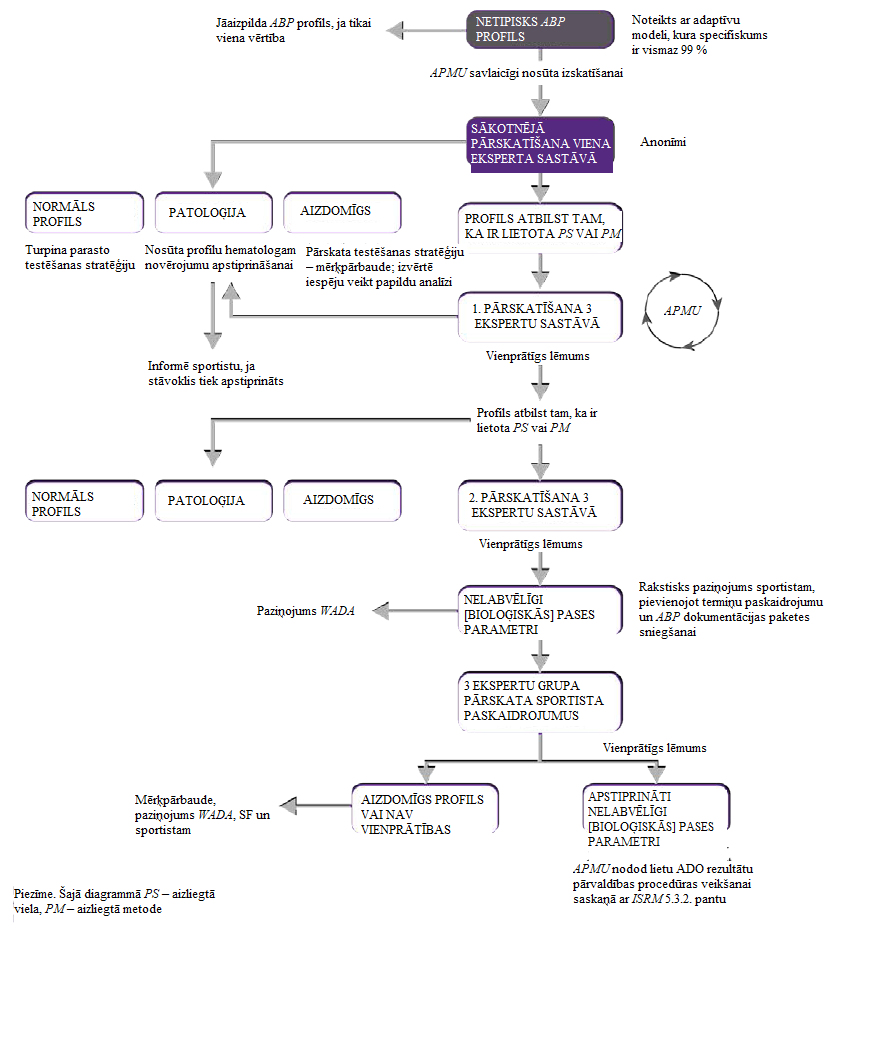 Jāaizpilda ABP profils, ja tikai
viena vērtība
NETIPISKS ABP
PROFILS
Noteikts ar adaptīvu
modeli, kura specifiskums
ir vismaz 99 %
APMU savlaicīgi nosūta izskatīšanai
SĀKOTNĒJĀ
PĀRSKATĪŠANA VIENA
EKSPERTA SASTĀVĀ
Anonīmi
NORMĀLS
PROFILS
PATOLOĢIJA
AIZDOMĪGS
PROFILS ATBILST TAM,
KA IR LIETOTA PS VAI PM
Turpina parasto
testēšanas stratēģiju
Nosūta profilu hematologam
novērojumu apstiprināšanai
Pārskata testēšanas stratēģiju
– mērķpārbaude; izvērtē
iespēju veikt papildu analīzi
1. PĀRSKATĪŠANA 3
EKSPERTU SASTĀVĀ
APMU
Vienprātīgs lēmums
Informē sportistu, ja
stāvoklis tiek apstiprināts
Profils atbilst tam, ka ir
lietota PS vai PM
NORMĀLS
PROFILS
PATOLOĢIJA
AIZDOMĪGS
2. PĀRSKATĪŠANA 3
EKSPERTU SASTĀVĀ
Vienprātīgs lēmums
Paziņojums WADA
NELABVĒLĪGI
[BIOLOĢISKĀS] PASES
PARAMETRI
Rakstisks paziņojums sportistam,
pievienojot termiņu paskaidrojumu
un ABP dokumentācijas paketes
sniegšanai
3 EKSPERTU GRUPA
PĀRSKATA SPORTISTA
PASKAIDROJUMUS
Vienprātīgs lēmums
Mērķpārbaude,
paziņojums WADA, SF un
sportistam
AIZDOMĪGS PROFILS
VAI NAV
VIENPRĀTĪBAS
APSTIPRINĀTI
NELABVĒLĪGI
[BIOLOĢISKĀS] PASES
PARAMETRI
APMU nodod lietu ADO rezultātu
pārvaldības procedūras veikšanai
saskaņā ar ISRM 5.3.2. pantu
Piezīme. Šajā diagrammā PS – aizliegtā
viela, PM – aizliegtā metode